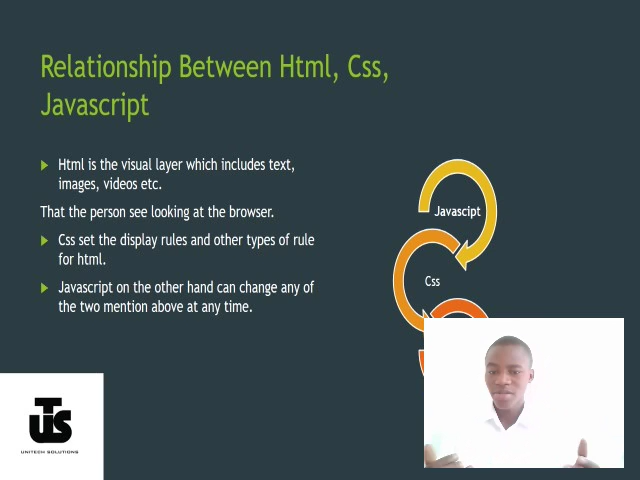 Relationship Between Html, Css,
Javascript
Html is the visual layer which includes text,
images, videos etc.
That the person see looking at the browser.
Css set the display rules and other types of rule
for html.
Javascript on the other hand can change any of
the two mention above at any time.
Javascipt
Css
UTS
UNITECH SOLUTIONS